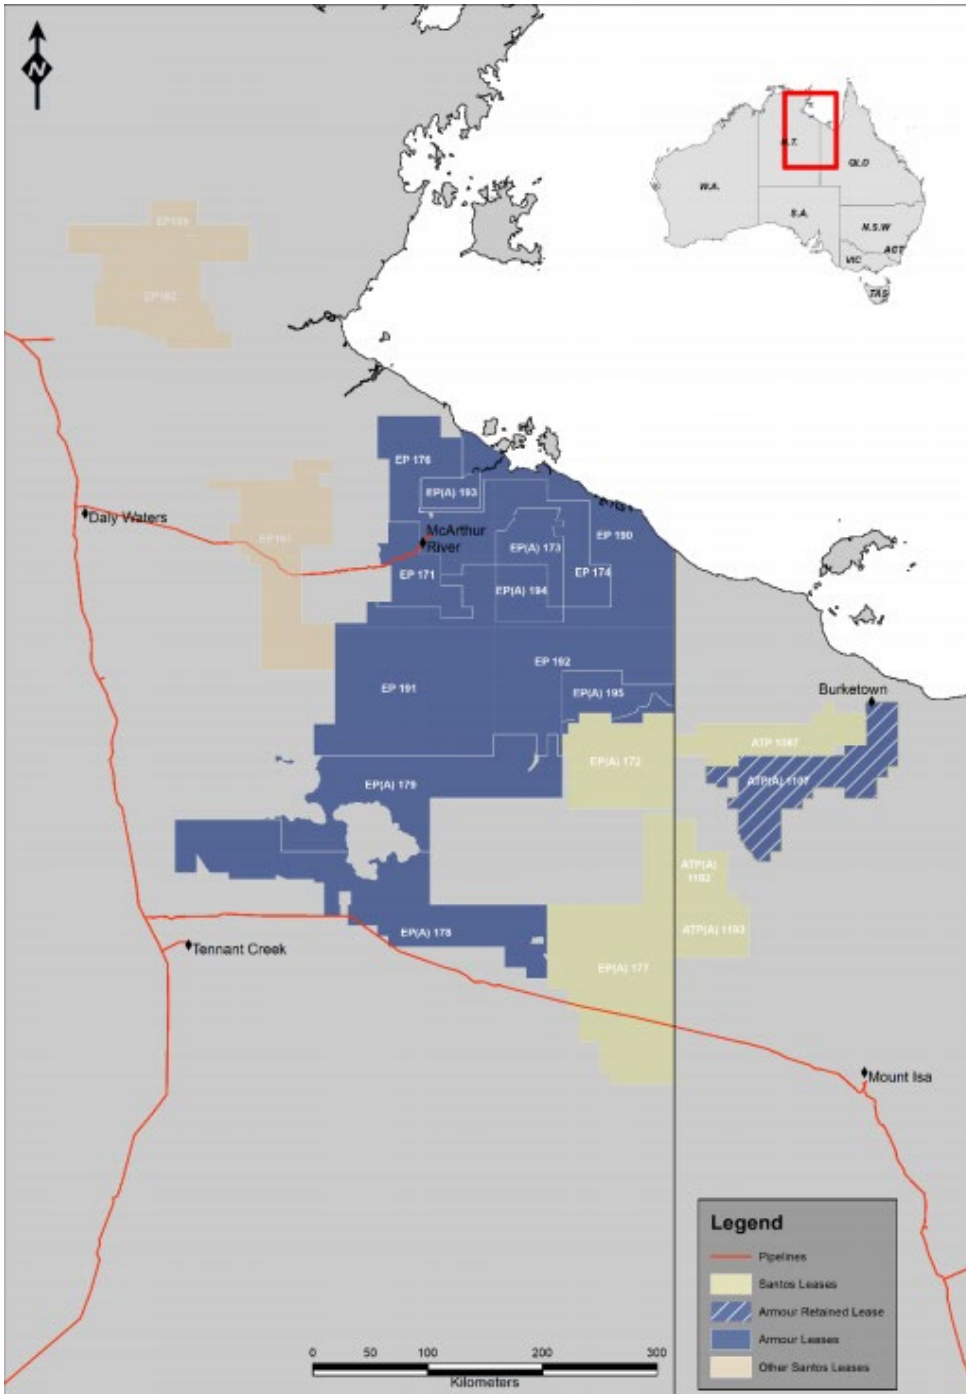 N
N.T.
QLD
W.A.
S.A.
N.S.W
ACT
VIC
TAS
EP162
EP 176
EP(A) 193
Daly Waters
McArthur
River
EP(A) 173
EP 190
EP 171
EP 174
EP(A) 194
EP 192
EP 191
EP(A) 195
Burketown
ATP 1087
EP(A) 172
EP(A) 179
ATP(A) 1107
ATP(A)
1192
EP(A) 178
ATP(A) 1193
Tennant Creek
EP(A) 177
Mount Isa
Legend
Pipelines
Santos Leases
Armour Retained Lease
Armour Leases
Other Santos Leases
0 50 100 200 300
Kilometers